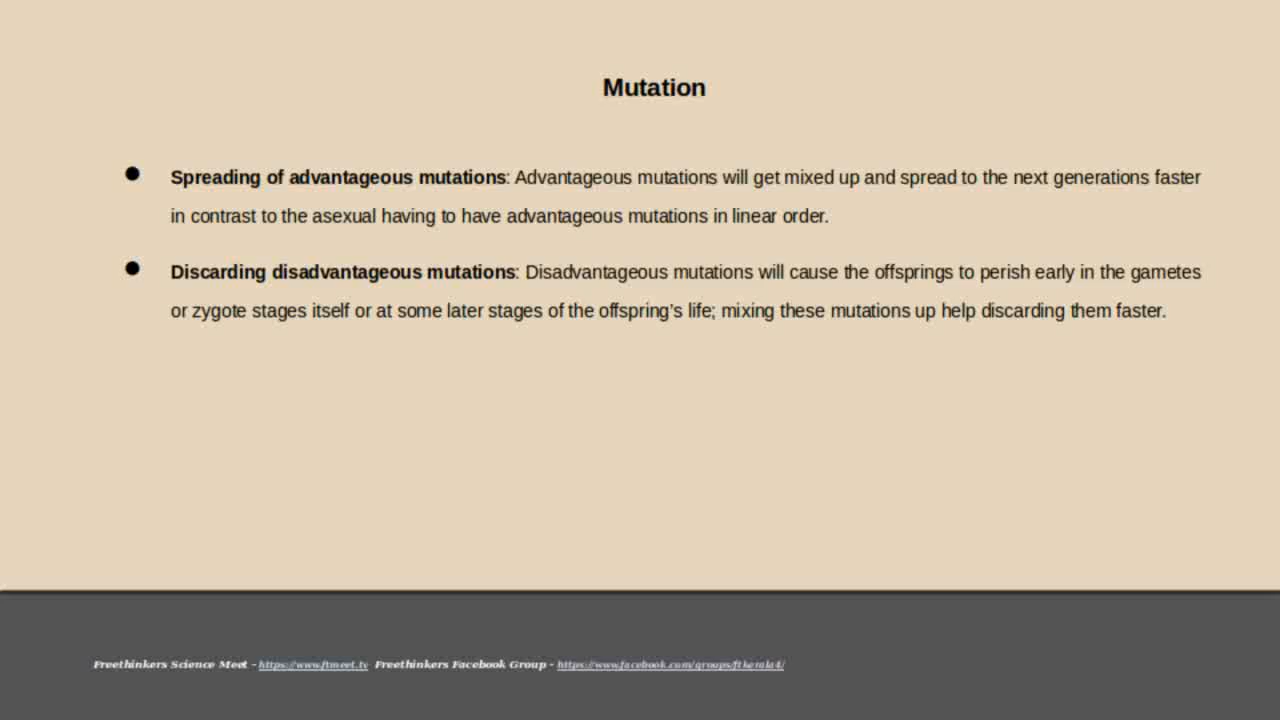 Mutation
● Spreading of advantageous mutations: Advantageous mutations will get mixed up and spread to the next generations faster
in contrast to the asexual having to have advantageous mutations in linear order.
● Discarding disadvantageous mutations: Disadvantageous mutations will cause the offsprings to perish early in the gametes
or zygote stages itself or at some later stages of the offspring's life; mixing these mutations up help discarding them faster.
Freethinkers Science Meet - https://www.ftmeet.tv Freethinkers Facebook Group - https://www.facebook.com/groups/ftkerala4/